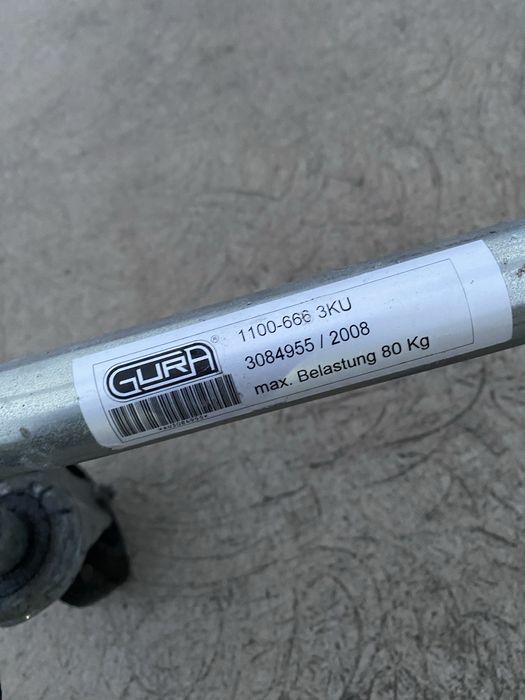 GURA®
1100-666 3KU
3084955 / 2008
max. Belastung 80 Kg